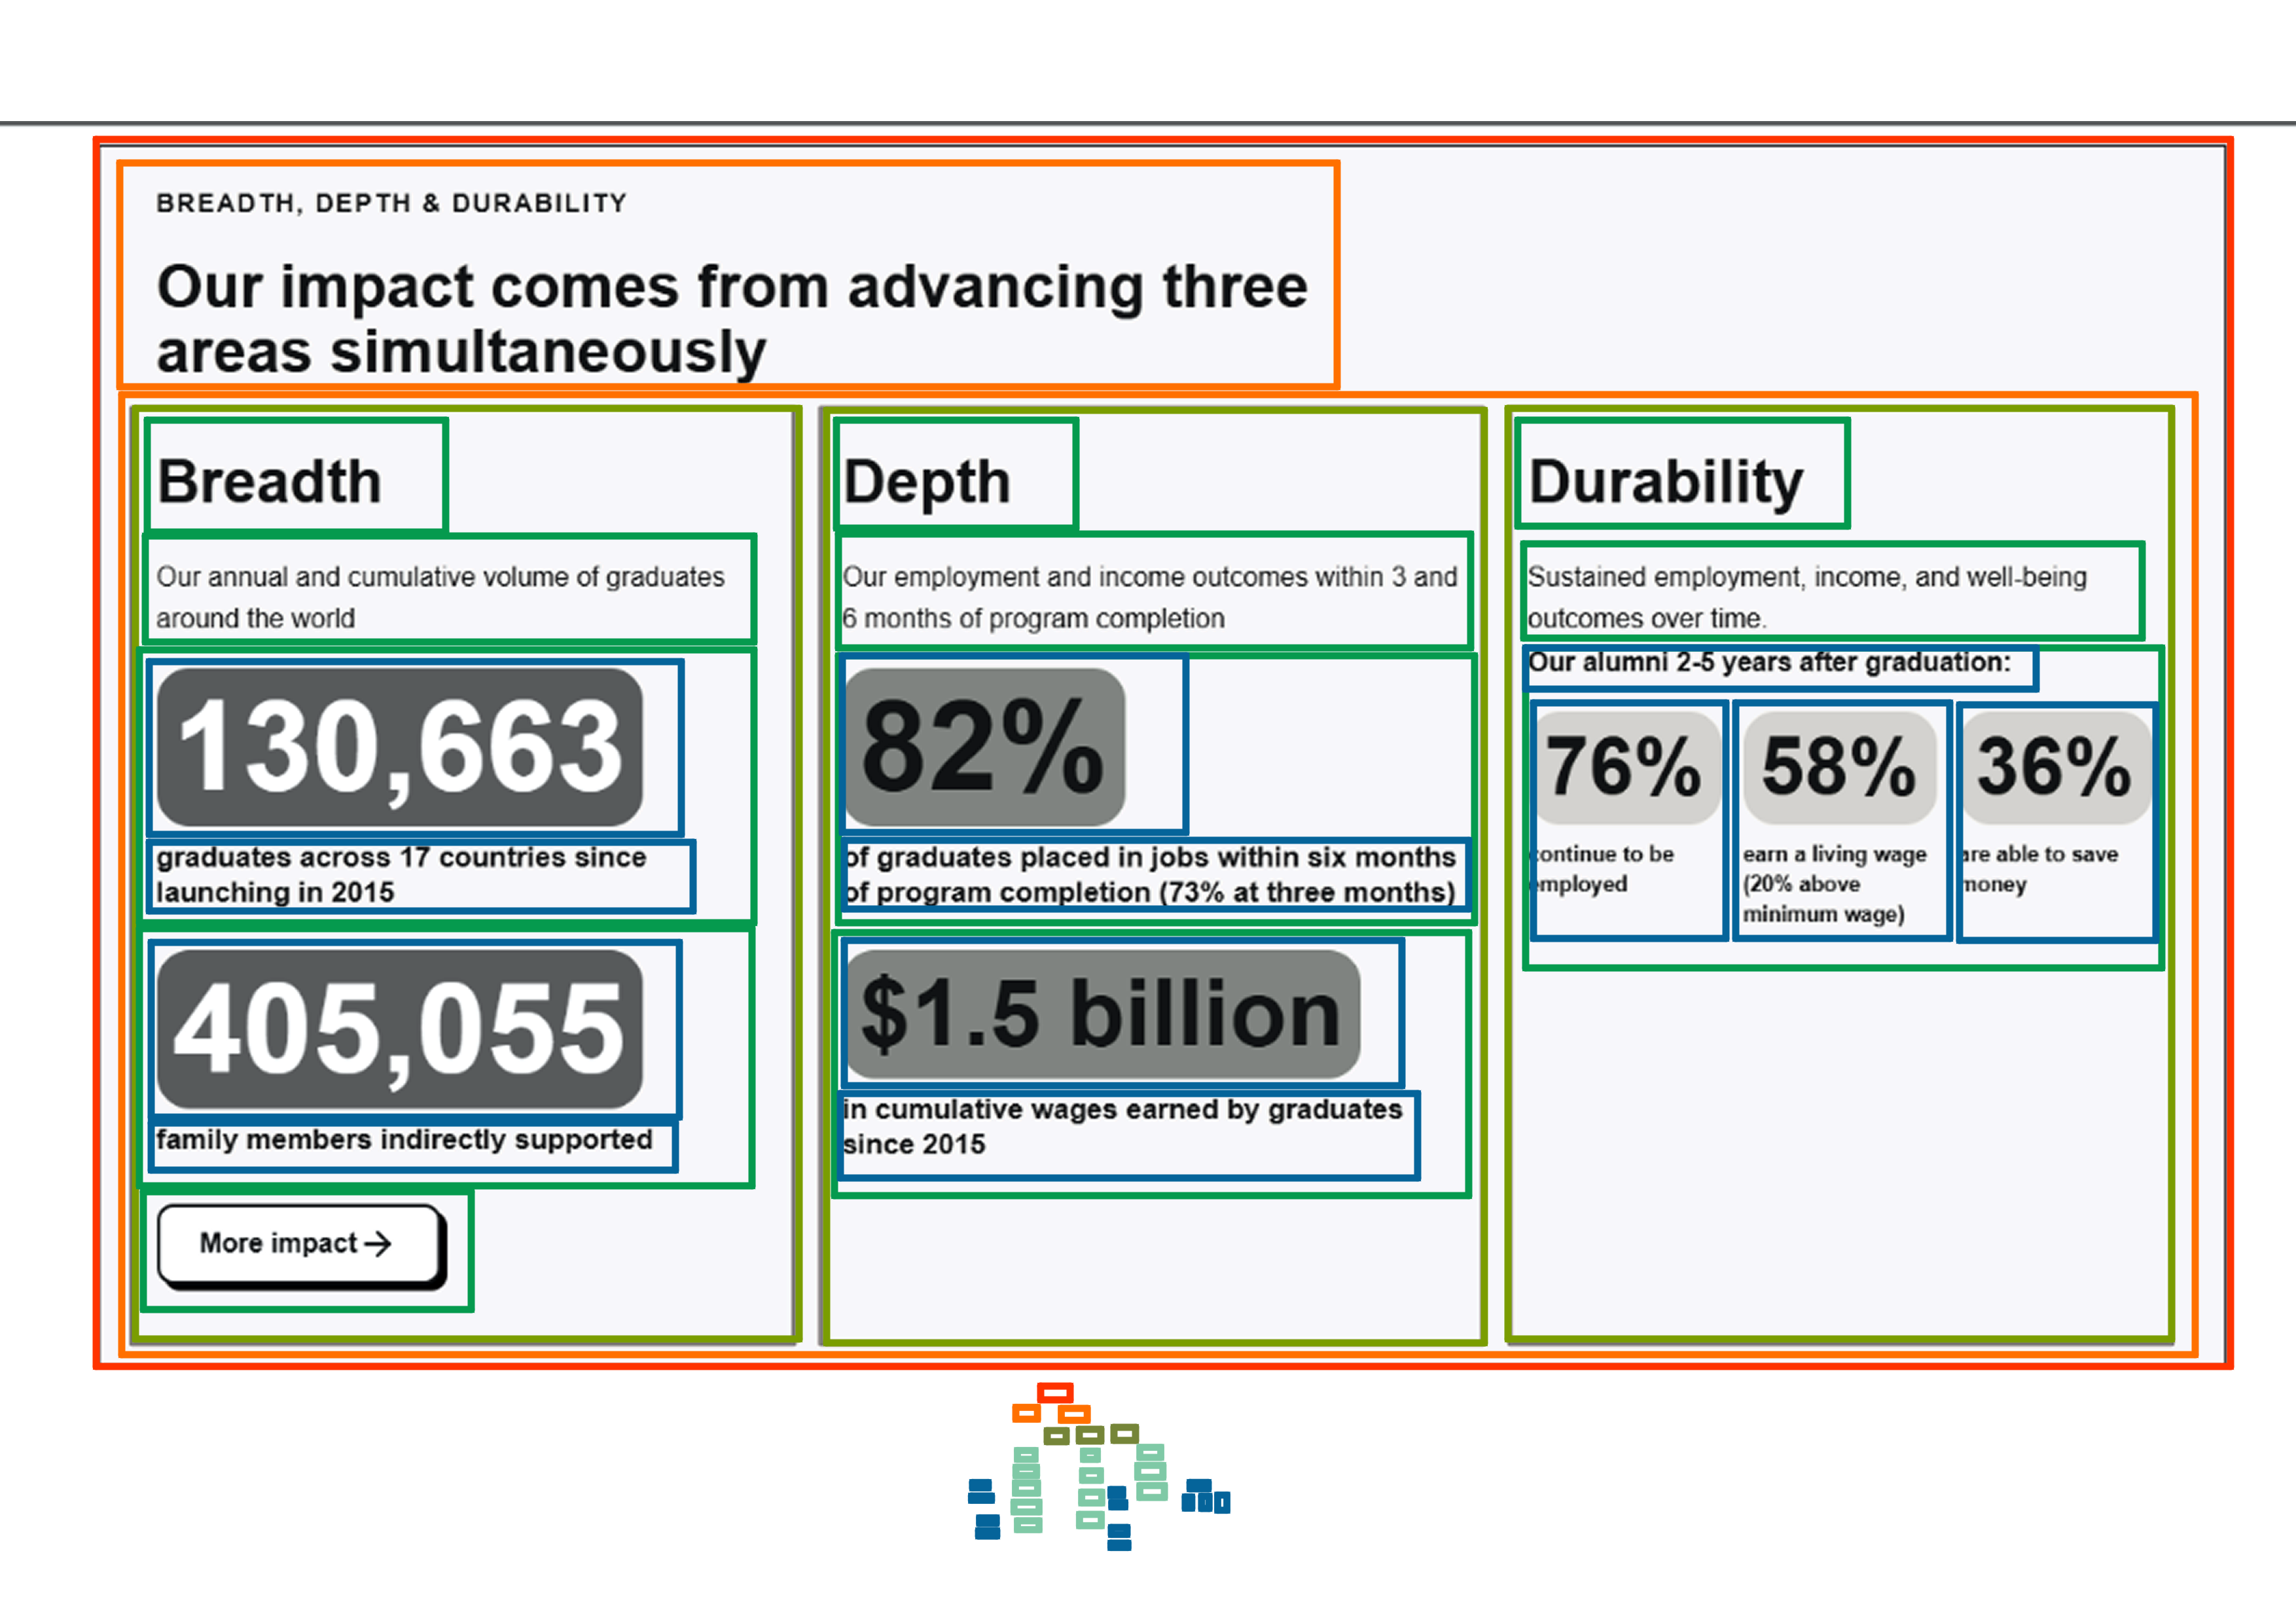 BREADTH, DEPTH & DURABILITY
Our impact comes from advancing three
areas simultaneously
Breadth
Our annual and cumulative volume of graduates
around the world
130,663
graduates across 17 countries since
launching in 2015
405,055
family members indirectly supported
More impact →
Depth
Our employment and income outcomes within 3 and
6 months of program completion
82%
of graduates placed in jobs within six months
of program completion (73% at three months)
$1.5 billion
in cumulative wages earned by graduates
since 2015
Durability
Sustained employment, income, and well-being
outcomes over time.
Our alumni 2-5 years after graduation:
76%
continue to be
employed
58%
earn a living wage
(20% above
minimum wage)
36%
are able to save
money